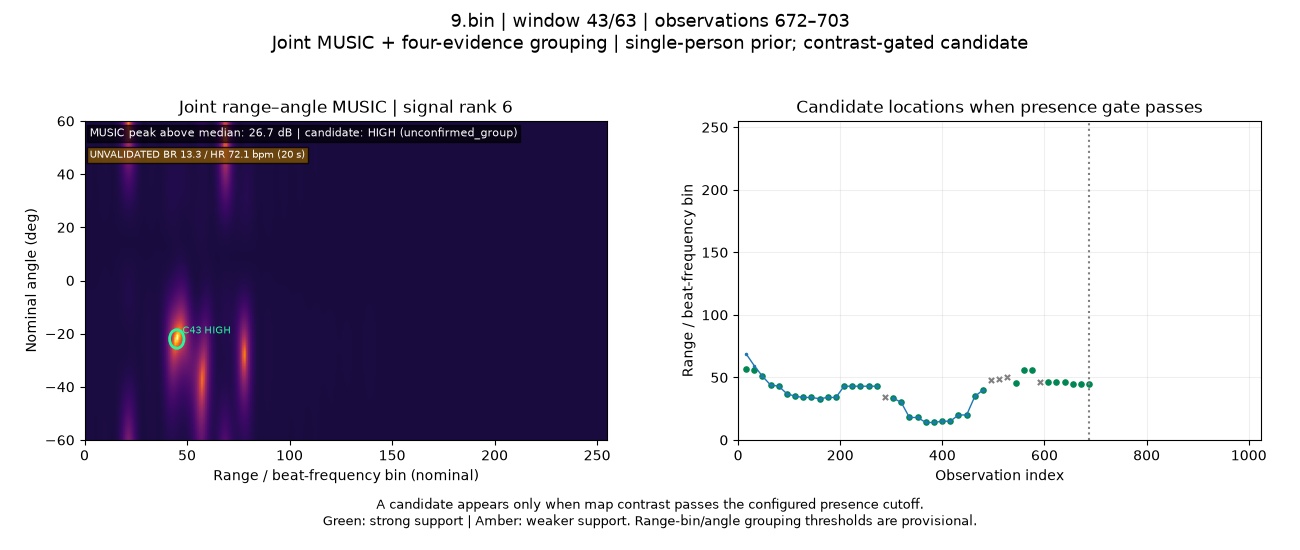 9.bin | window 43/63 | observations 672–703
Joint MUSIC + four-evidence grouping | single-person prior; contrast-gated candidate
Joint range–angle MUSIC | signal rank 6
MUSIC peak above median: 26.7 dB | candidate: HIGH (unconfirmed_group)
UNVALIDATED BR 13.3 / HR 72.1 bpm (20 s)
C43 HIGH
60
40
20
0
−20
−40
−60
Nominal angle (deg)
0 50 100 150 200 250
Range / beat-frequency bin (nominal)
Candidate locations when presence gate passes
250
200
150
100
50
0
Range / beat-frequency bin
0 200 400 600 800 1000
Observation index
A candidate appears only when map contrast passes the configured presence cutoff.
Green: strong support | Amber: weaker support. Range-bin/angle grouping thresholds are provisional.